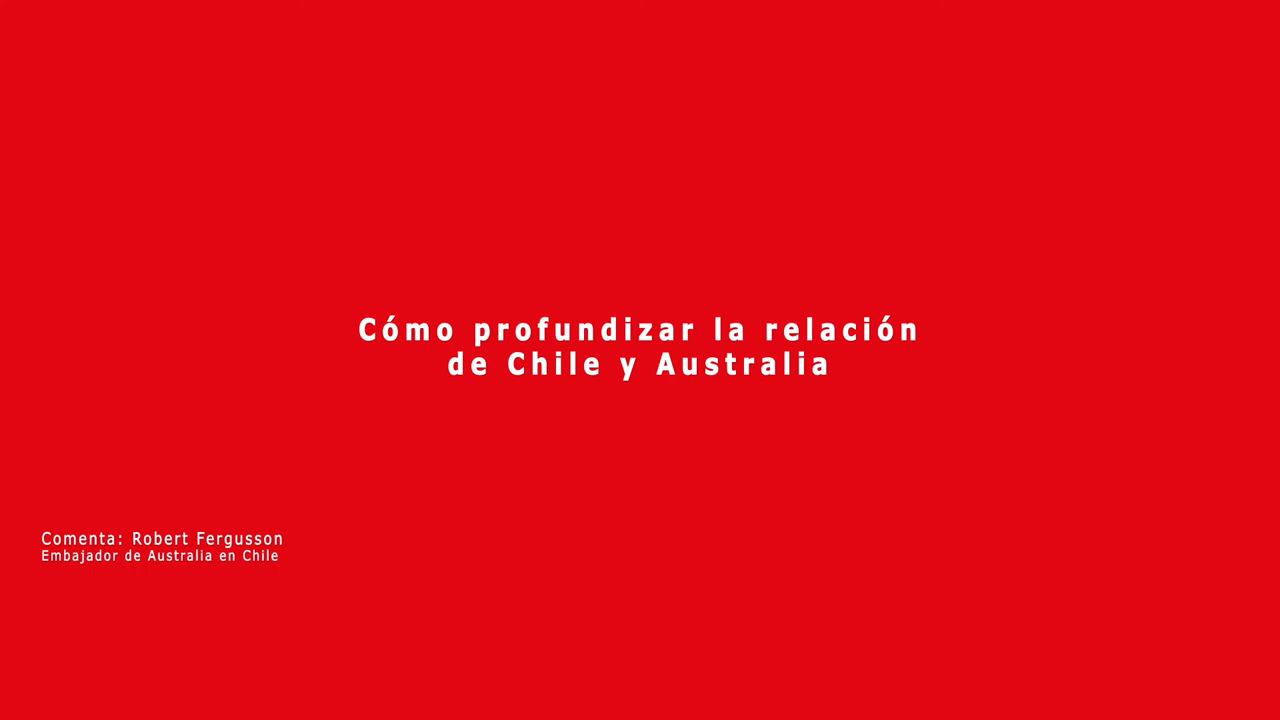 Cómo profundizar la relación
de Chile y Australia
Comenta: Robert Fergusson
Embajador de Australia en Chile